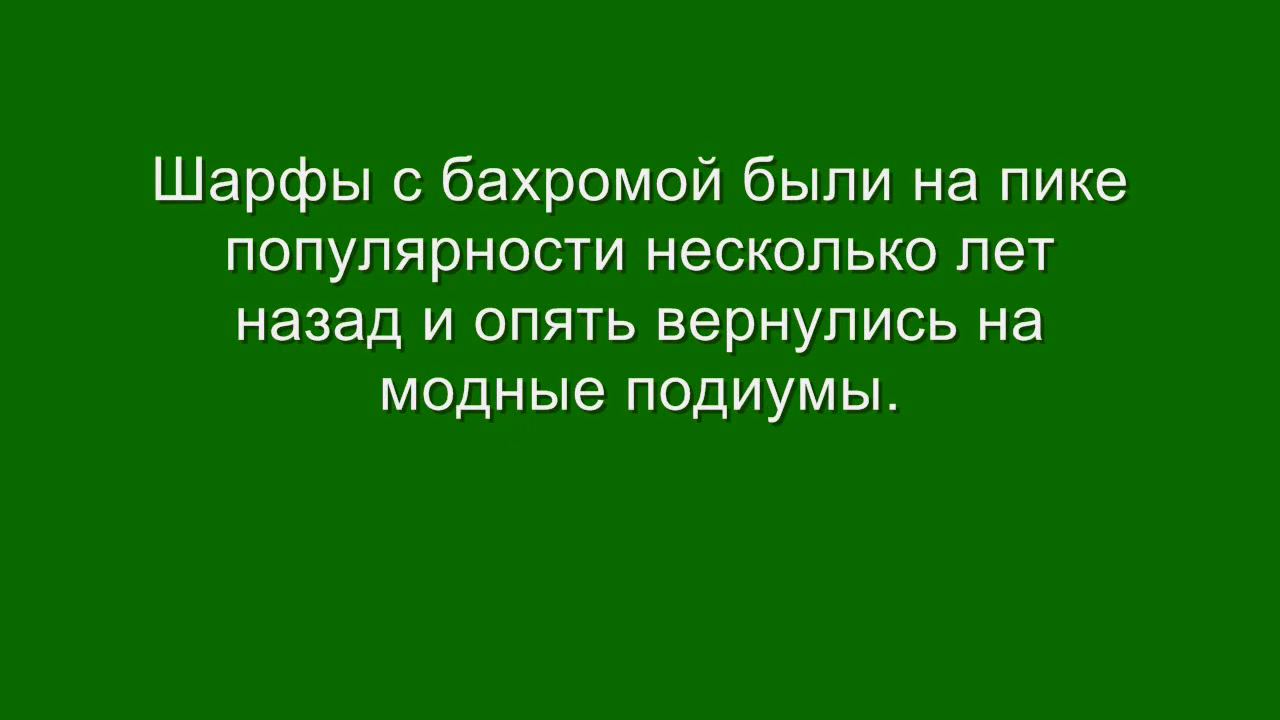 Шарфы с бахромой были на пике
популярности несколько лет
назад и опять вернулись на
модные подиумы.